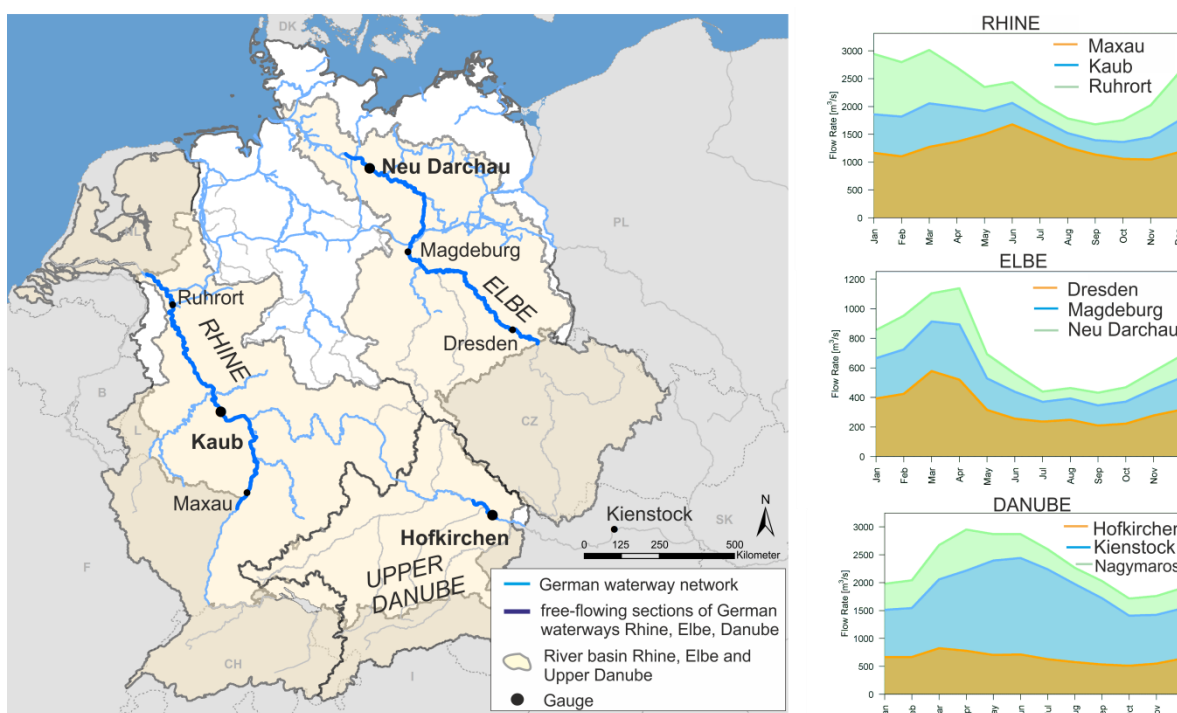 DK
Neu Darchau
PL
NL
Magdeburg
ELBE
Ruhrort
RHINE
Dresden
B
L
Kaub
CZ
Maxau
N
Kienstock
SK
Hofkirchen
0 125 250 500
Kilometer
F
UPPER
DANUBE
CH
I
German waterway network
free-flowing sections of German
waterways Rhine, Elbe, Danube
River basin Rhine, Elbe and
Upper Danube
Gauge
RHINE
Maxau
Kaub
Ruhrort
Flow Rate [m³/s]
3000
2500
2000
1500
1000
500
0
Jan Feb Mar Apr May Jun Jul Aug Sep Oct Nov
ELBE
Dresden
Magdeburg
Neu Darchau
Flow Rate [m³/s]
1200
1000
800
600
400
200
0
Jan Feb Mar Apr May Jun Jul Aug Sep Oct Nov
DANUBE
Hofkirchen
Kienstock
Nagymaros
Flow Rate [m³/s]
3000
2500
2000
1500
1000
500
0